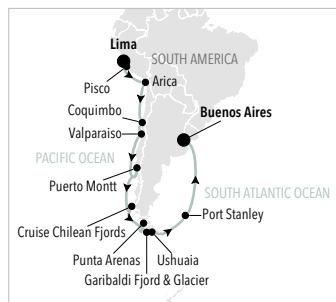 Lima
SOUTH AMERICA
Pisco
Arica
Coquimbo
Buenos Aires
Valparaiso
PACIFIC OCEAN
Puerto Montt
SOUTH ATLANTIC OCEAN
Port Stanley
Cruise Chilean Fjords
Punta Arenas
Ushuaia
Garibaldi Fjord & Glacier